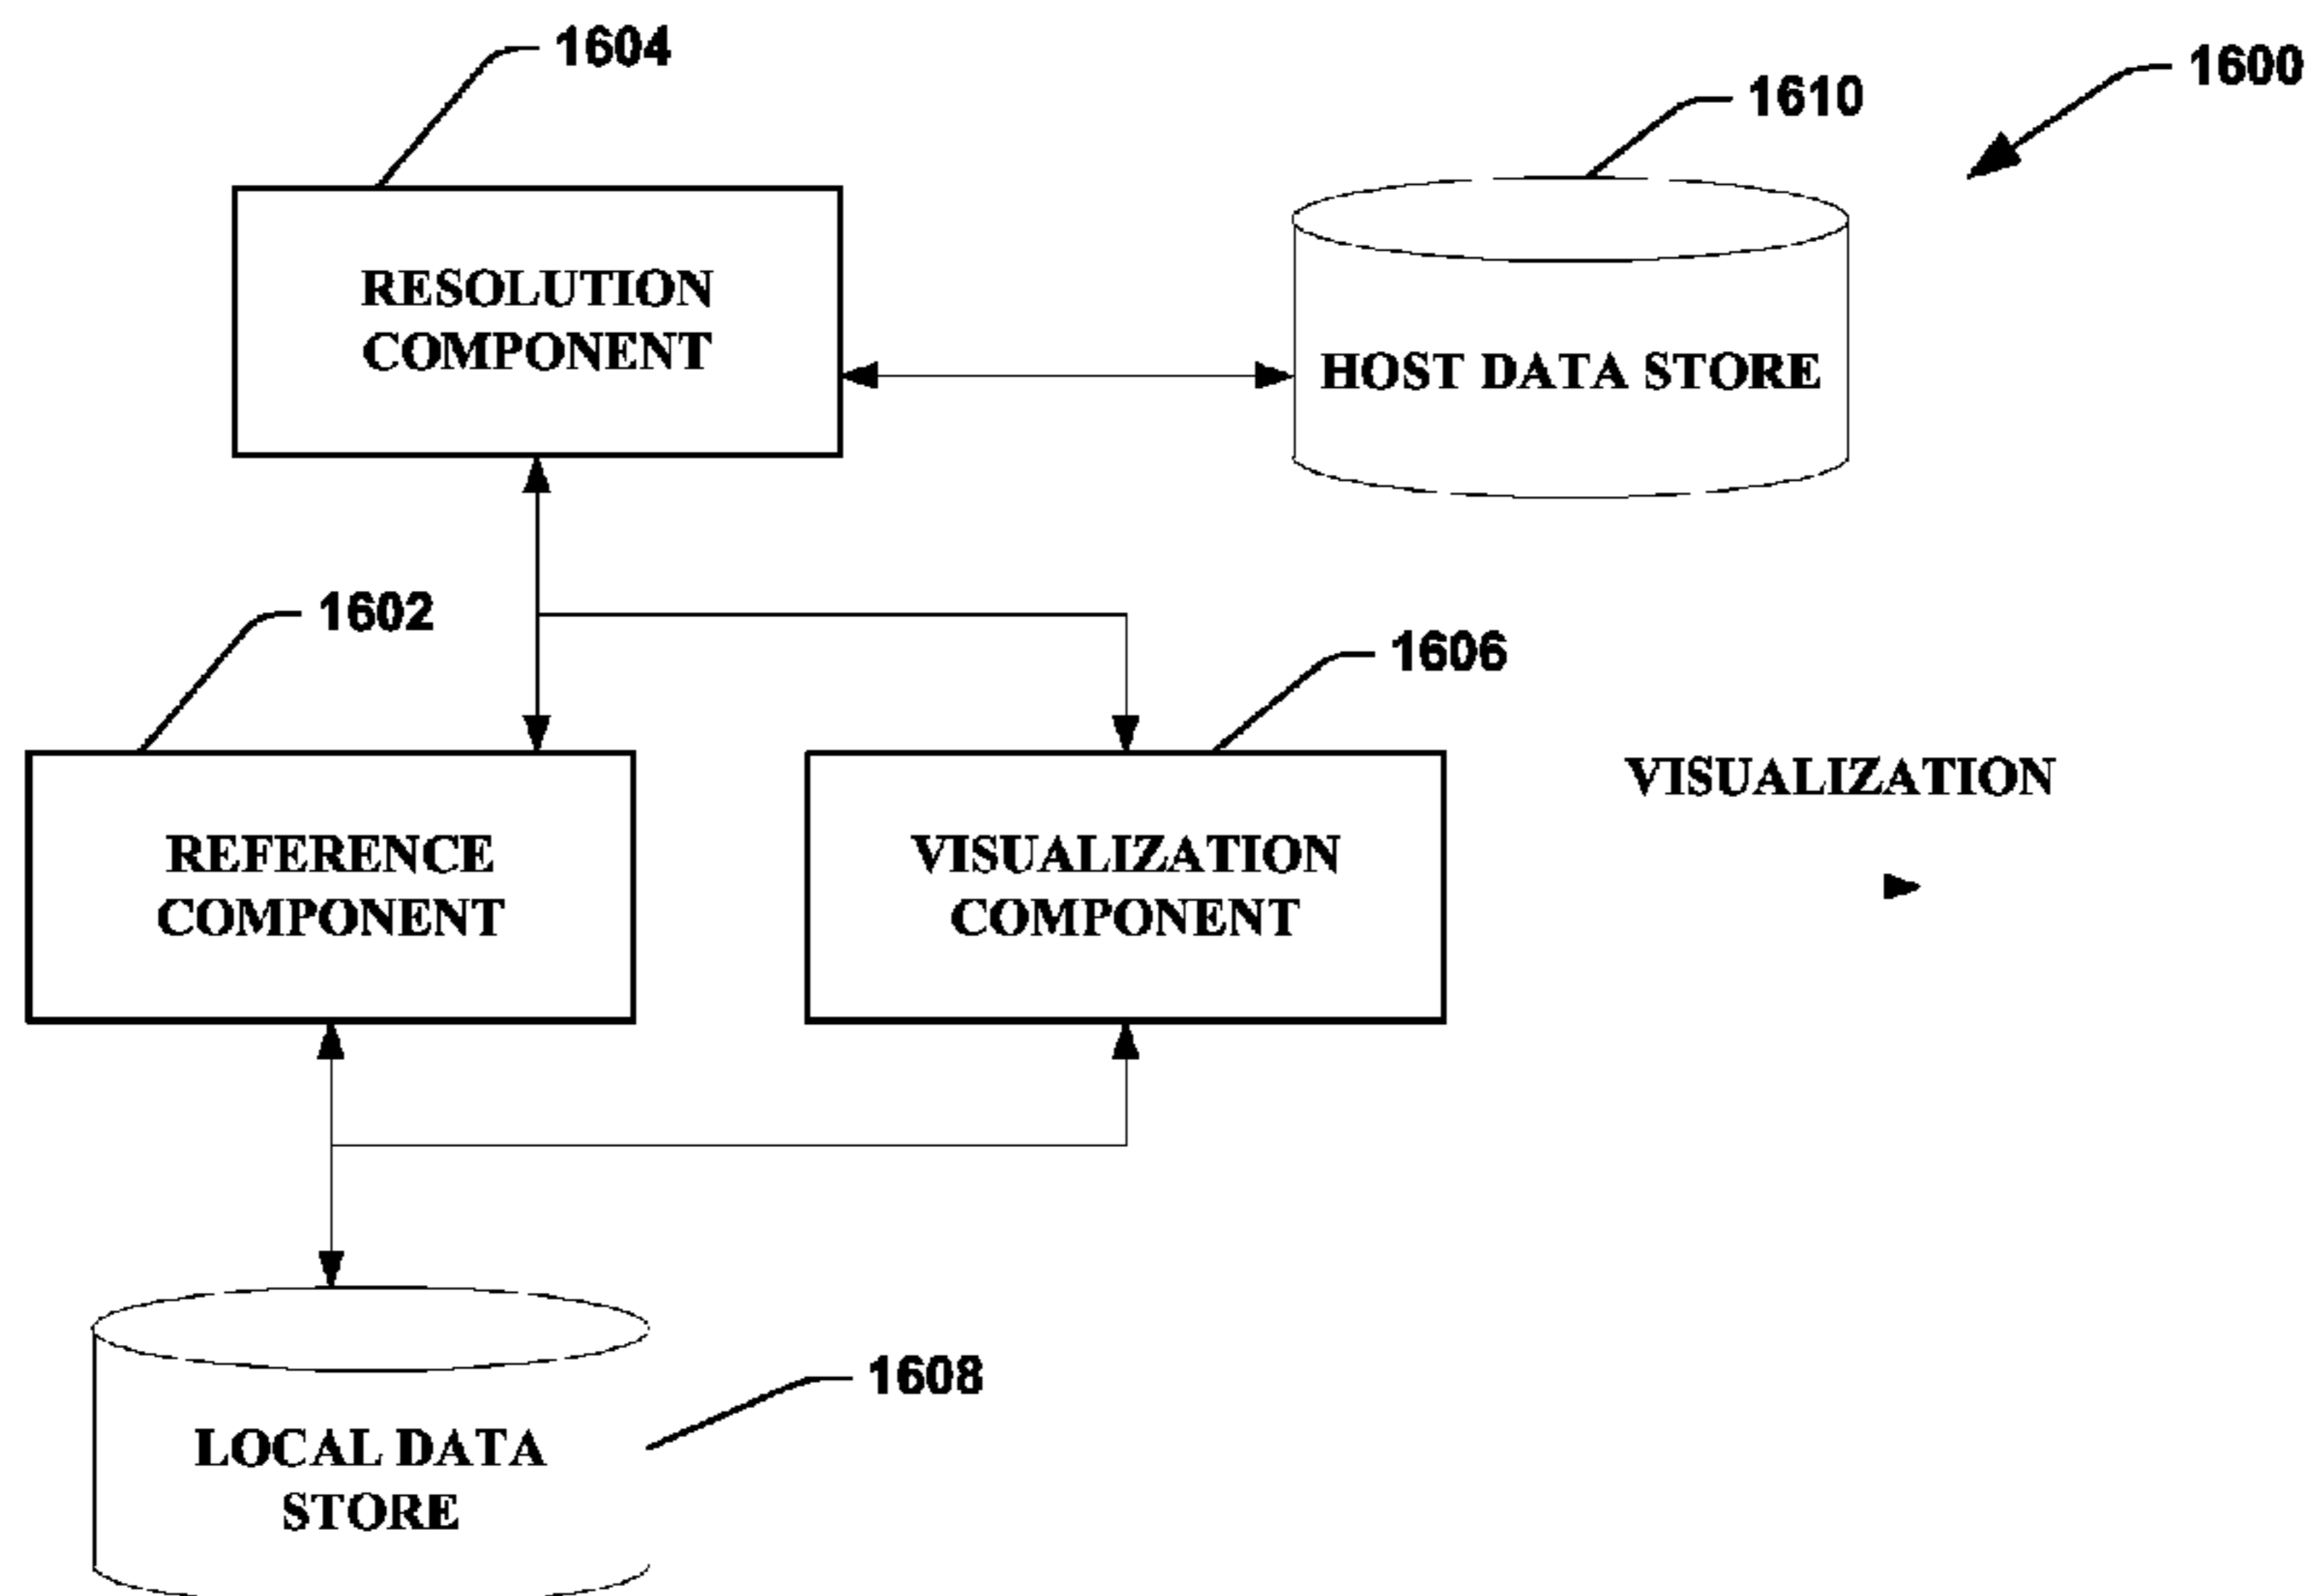 1604
1600
1610
RESOLUTION
COMPONENT
HOST DATA STORE
1602
1606
VISUALIZATION
REFERENCE
COMPONENT
VISUALIZATION
COMPONENT
1608
LOCAL DATA
STORE